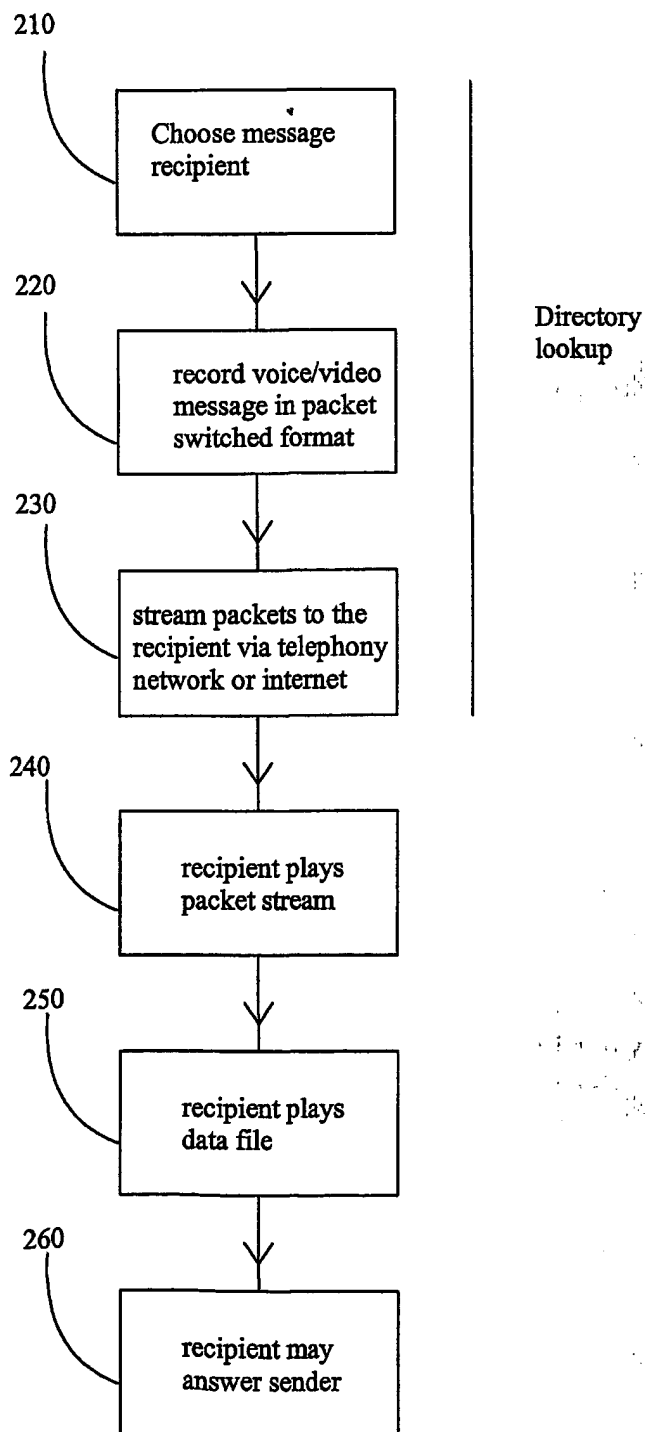 210
Choose message
recipient
220
record voice/video
message in packet
switched format
Directory
lookup
230
stream packets to the
recipient via telephony
network or internet
240
recipient plays
packet stream
250
recipient plays
data file
260
recipient may
answer sender